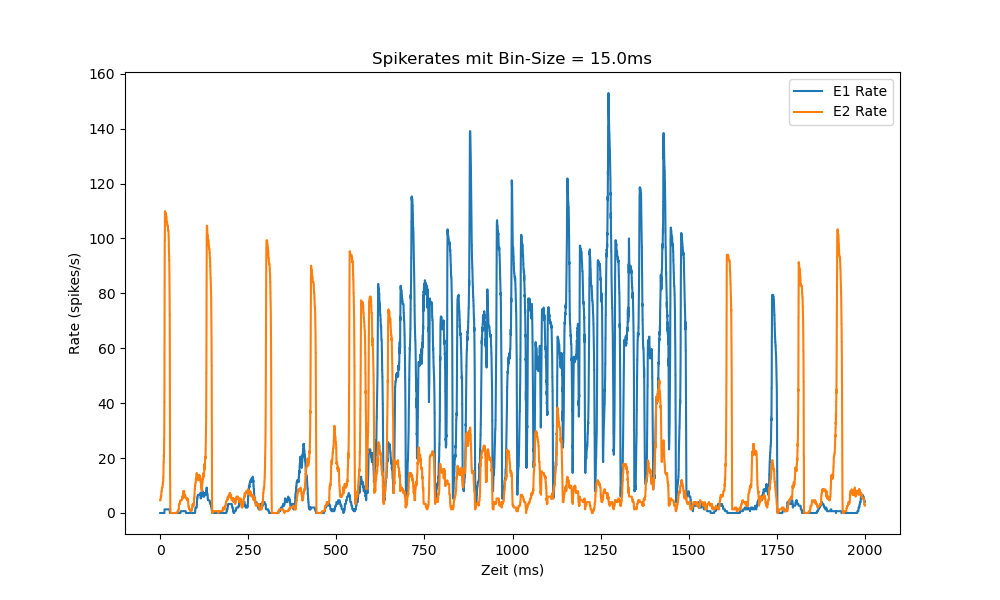 Spikerates mit Bin-Size = 15.0ms
E1 Rate
E2 Rate
Rate (spikes/s)
160
140
120
100
80
60
40
20
0
0 250 500 750 1000 1250 1500 1750 2000
Zeit (ms)